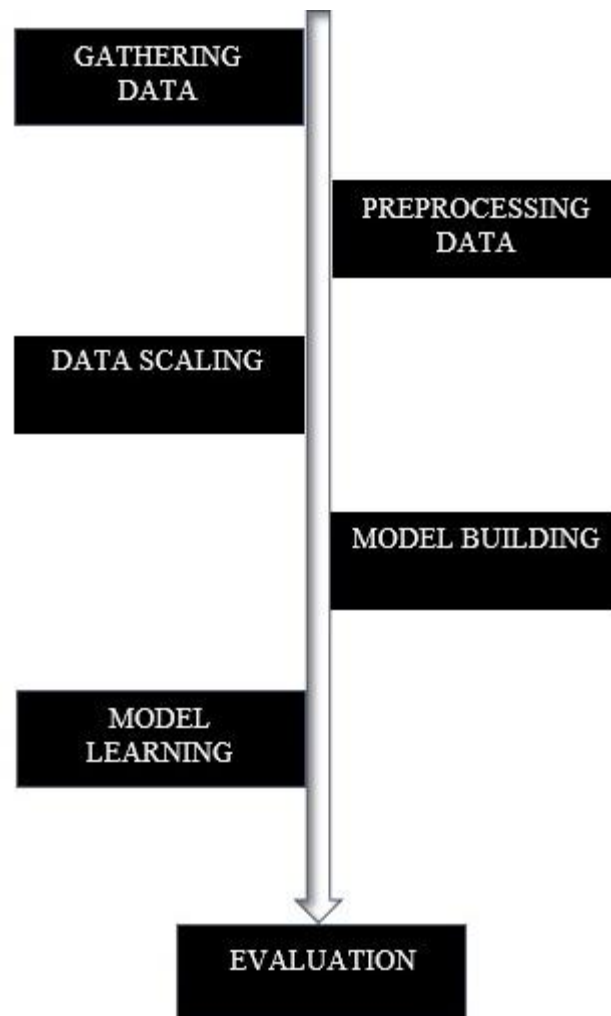 GATHERING
DATA
PREPROCESSING
DATA
DATA SCALING
MODEL BUILDING
MODEL
LEARNING
EVALUATION